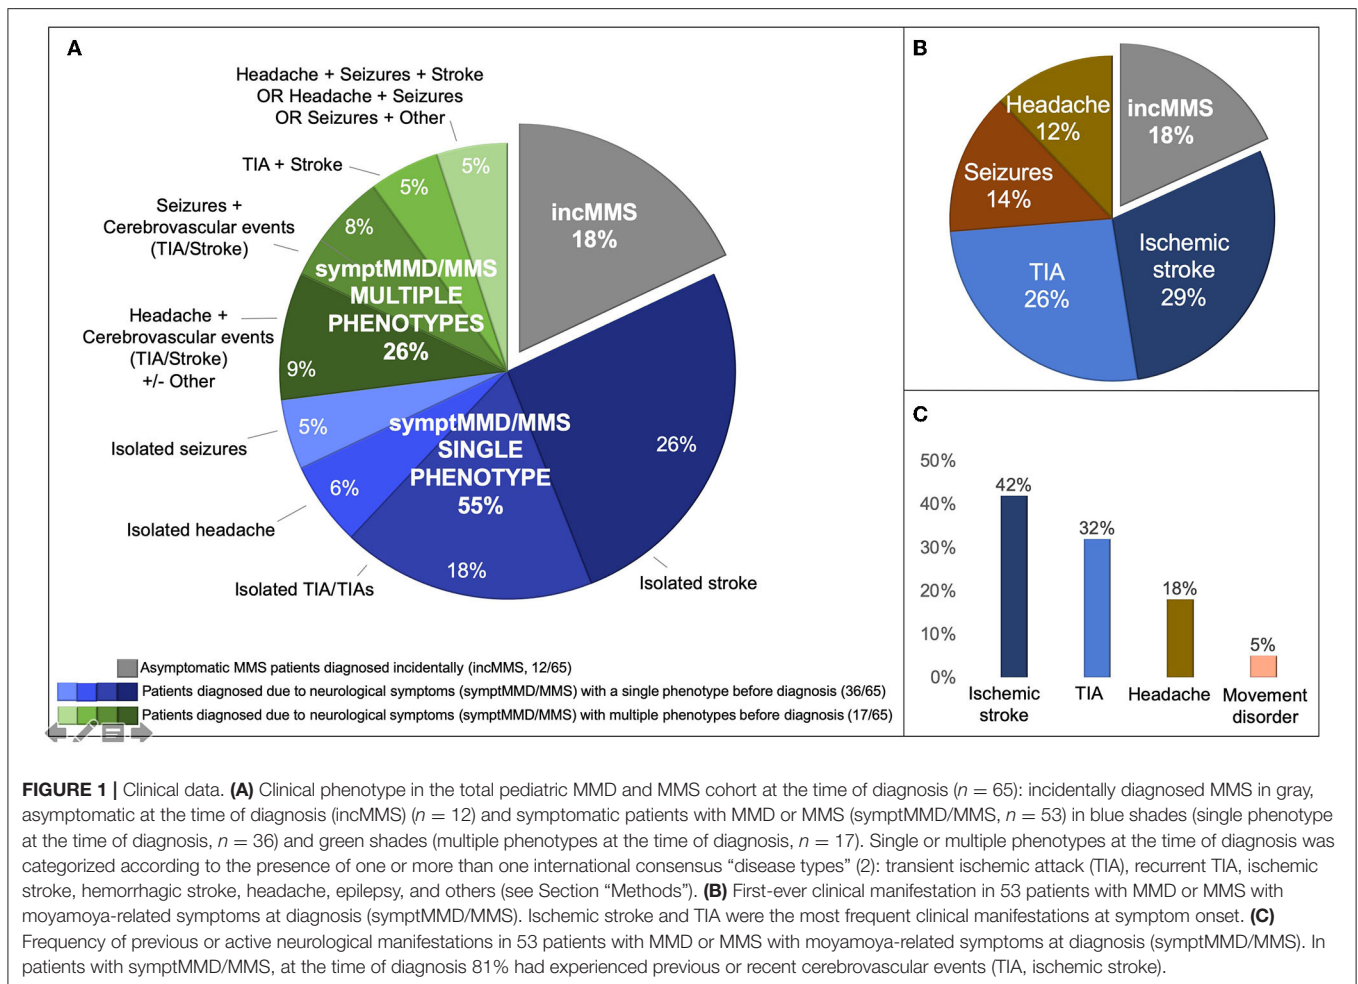 A
Headache + Seizures + Stroke
OR Headache + Seizures
OR Seizures + Other
TIA + Stroke
Seizures +
Cerebrovascular events
(TIA/Stroke)
Headache +
Cerebrovascular events
(TIA/Stroke)
+/- Other
Isolated seizures
Isolated headache
Isolated TIA/TIAs
Isolated stroke
5%
5%
8%
9%
5%
6%
18%
26%
incMMS
18%
symptMMD/MMS
MULTIPLE
PHENOTYPES
26%
symptMMD/MMS
SINGLE
PHENOTYPE
55%
Asymptomatic MMS patients diagnosed incidentally (incMMS, 12/65)
Patients diagnosed due to neurological symptoms (symptMMD/MMS) with a single phenotype before diagnosis (36/65)
Patients diagnosed due to neurological symptoms (symptMMD/MMS) with multiple phenotypes before diagnosis (17/65)
B
Headache
12%
incMMS
18%
Seizures
14%
TIA
26%
Ischemic
stroke
29%
C
50%
40%
30%
20%
10%
0%
42%
32%
18%
5%
Ischemic
stroke
TIA
Headache
Movement
disorder
FIGURE 1 | Clinical data. (A) Clinical phenotype in the total pediatric MMD and MMS cohort at the time of diagnosis (n = 65): incidentally diagnosed MMS in gray,
asymptomatic at the time of diagnosis (incMMS) (n = 12) and symptomatic patients with MMD or MMS (symptMMD/MMS, n = 53) in blue shades (single phenotype
at the time of diagnosis, n = 36) and green shades (multiple phenotypes at the time of diagnosis, n = 17). Single or multiple phenotypes at the time of diagnosis was
categorized according to the presence of one or more than one international consensus “disease types” (2): transient ischemic attack (TIA), recurrent TIA, ischemic
stroke, hemorrhagic stroke, headache, epilepsy, and others (see Section “Methods”). (B) First-ever clinical manifestation in 53 patients with MMD or MMS with
moyamoya-related symptoms at diagnosis (symptMMD/MMS). Ischemic stroke and TIA were the most frequent clinical manifestations at symptom onset. (C)
Frequency of previous or active neurological manifestations in 53 patients with MMD or MMS with moyamoya-related symptoms at diagnosis (symptMMD/MMS). In
patients with symptMMD/MMS, at the time of diagnosis 81% had experienced previous or recent cerebrovascular events (TIA, ischemic stroke).